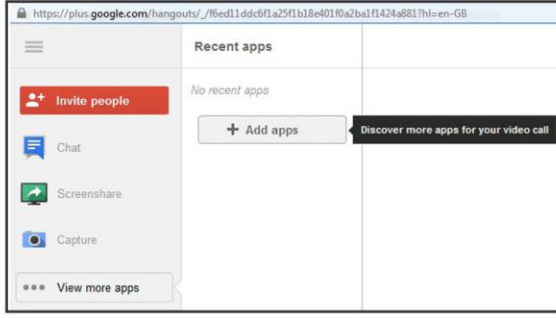 https://plus.google.com/hangouts/_/f6ed11ddc6f1a25f1b18e401f0a2ba1f1424a881?hl=en-GB
Recent apps
No recent apps
Invite people
+ Add apps
Discover more apps for your video call
Chat
Screenshare
Capture
View more apps